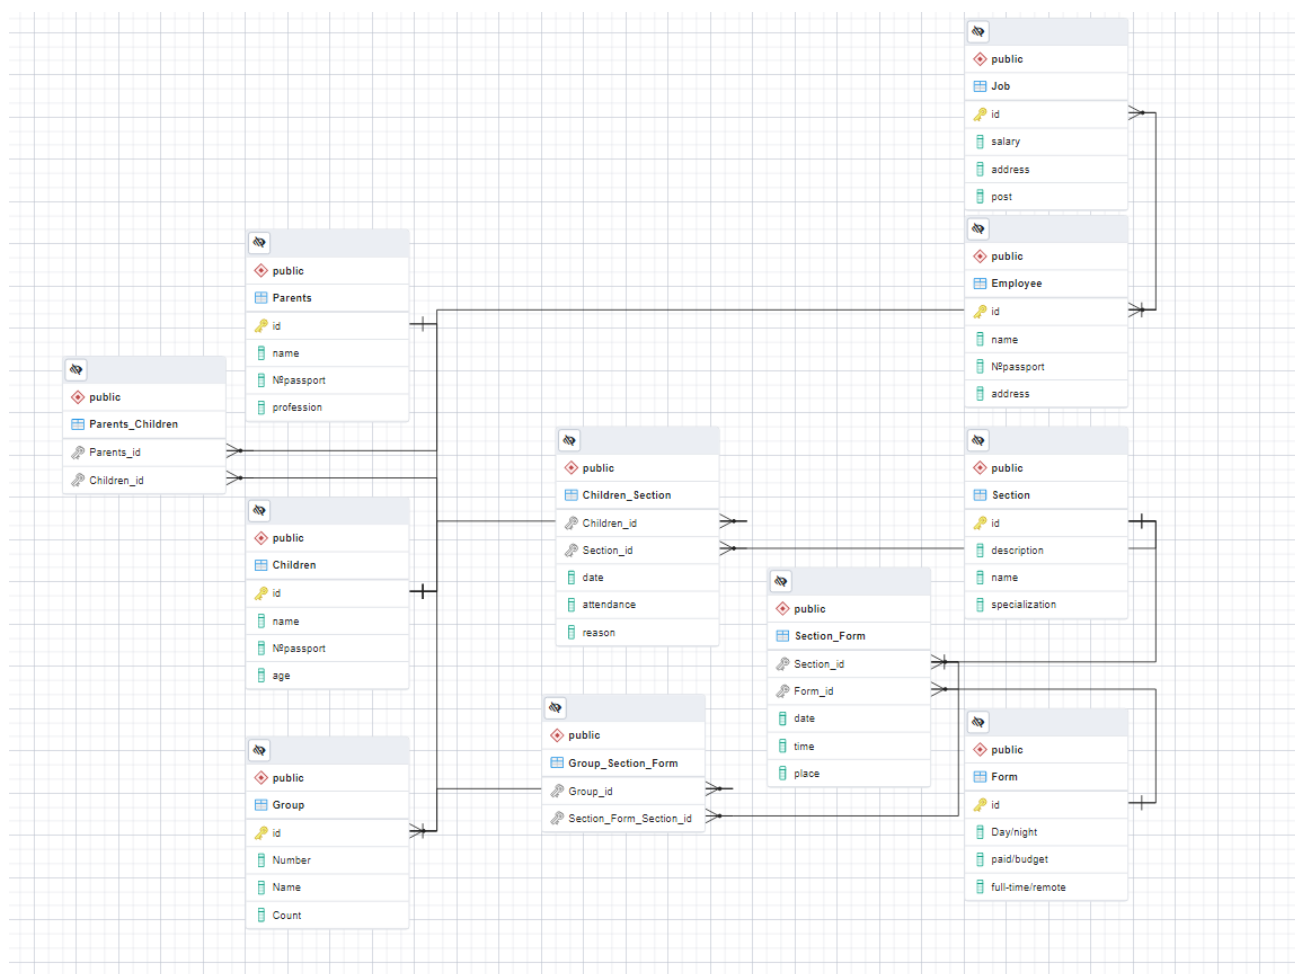 public
Job
id
salary
address
post
public
Employee
id
name
№passport
address
public
Parents
id
name
№passport
profession
public
Parents_Children
Parents_id
Children_id
public
Children_Section
Children_id
Section_id
date
attendance
reason
public
Section
id
description
name
specialization
public
Children
id
name
№passport
age
public
Section_Form
Section_id
Form_id
date
time
place
public
Group_Section_Form
Group_id
Section_Form_Section_id
public
Form
id
Day/night
paid/budget
full-time/remote
public
Group
id
Number
Name
Count